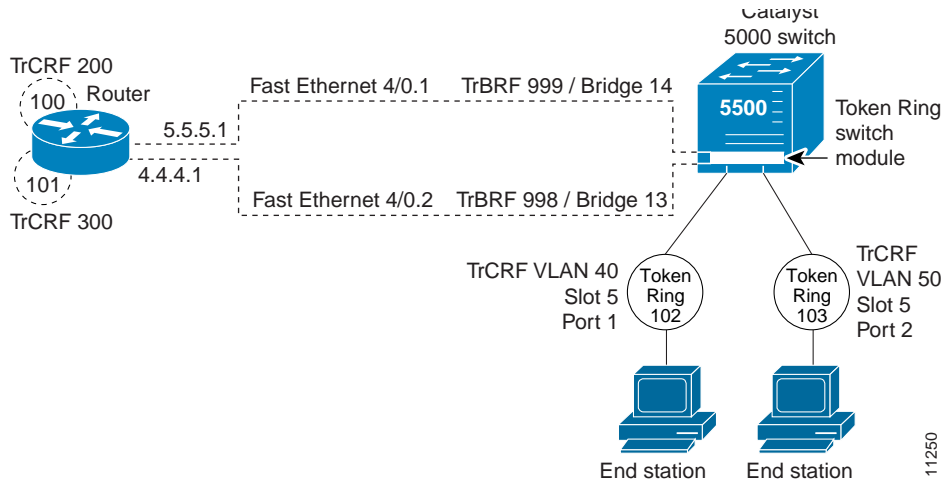 Catalyst
5000 switch
TrCRF 200
100
Router
Fast Ethernet 4/0.1
TrBRF 999 / Bridge 14
5500
Token Ring
switch
module
5.5.5.1
4.4.4.1
101
TrCRF 300
Fast Ethernet 4/0.2
TrBRF 998 / Bridge 13
TrCRF VLAN 40
Slot 5
Port 1
Token
Ring
102
Token
Ring
103
TrCRF
VLAN 50
Slot 5
Port 2
End station
End station
11250